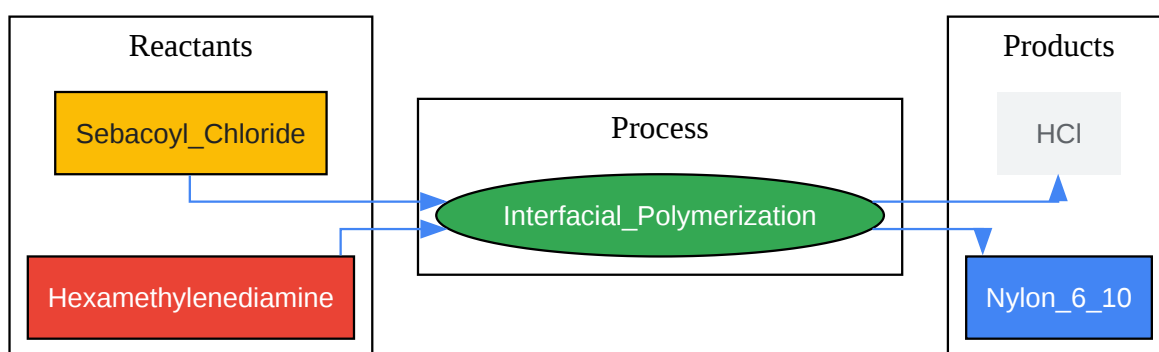 Reactants
Sebacoyl_Chloride
Hexamethylenediamine
Process
Interfacial_Polymerization
Products
HCl
Nylon_6_10